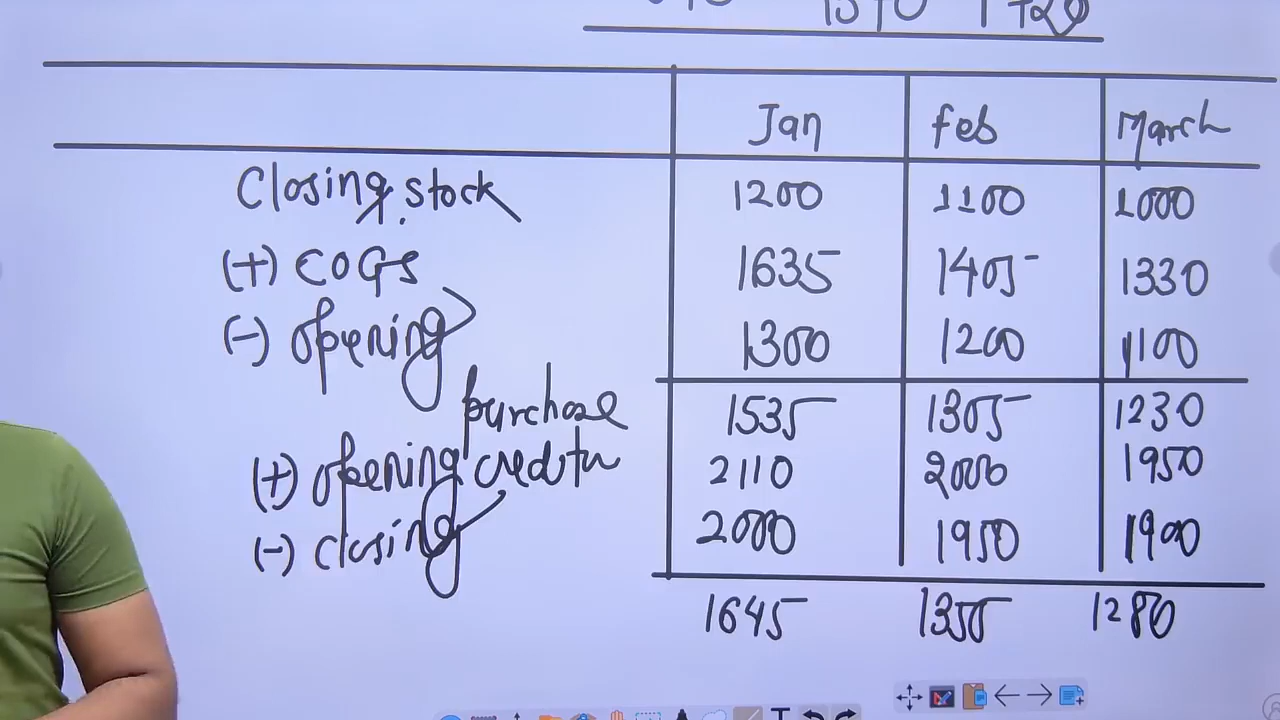 Jan Feb March
Closing stock 1200 1100 1000
(+) COGS 1635 1405 1330
(-) opening 1300 1200 1100
purchase 1535 1305 1230
(+) opening creditor 2110 2000 1950
(-) closing 2000 1950 1900
1645 1355 1280